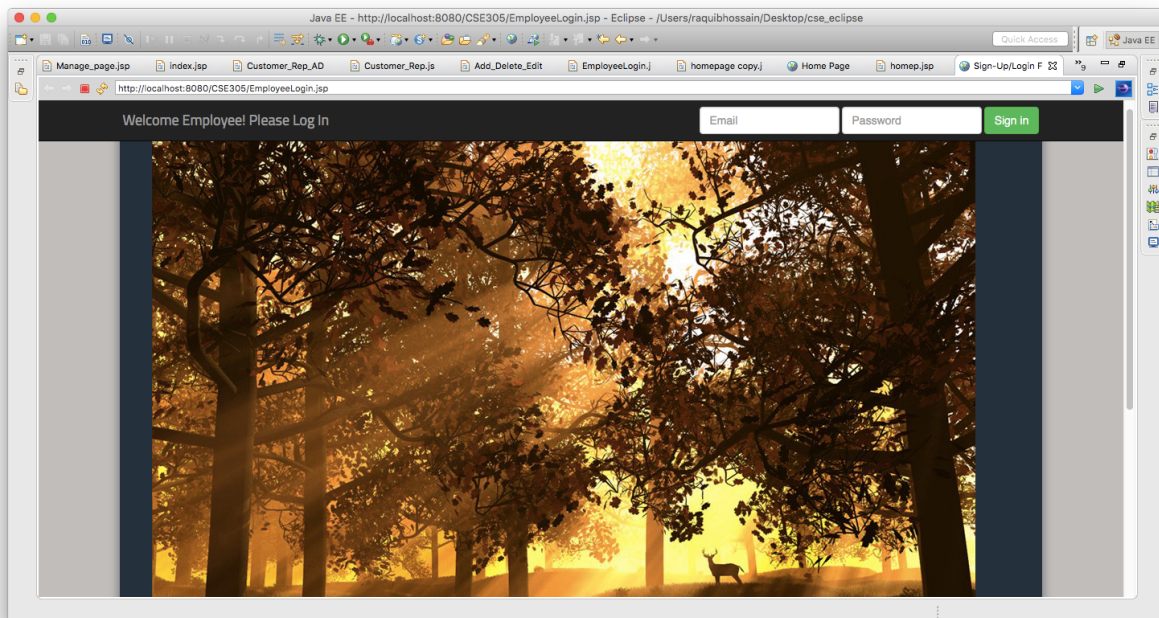 Java EE - http://localhost:8080/CSE305/EmployeeLogin.jsp - Eclipse - /Users/raquibhossain/Desktop/cse_eclipse
Quick Access Java EE
Manage_page.jsp index.jsp Customer_Rep_AD Customer_Rep.js Add_Delete_Edit EmployeeLogin.j homepage copy.j Home Page homep.jsp Sign-Up/Login F 9
http://localhost:8080/CSE305/EmployeeLogin.jsp
Welcome Employee! Please Log In Email Password Sign in